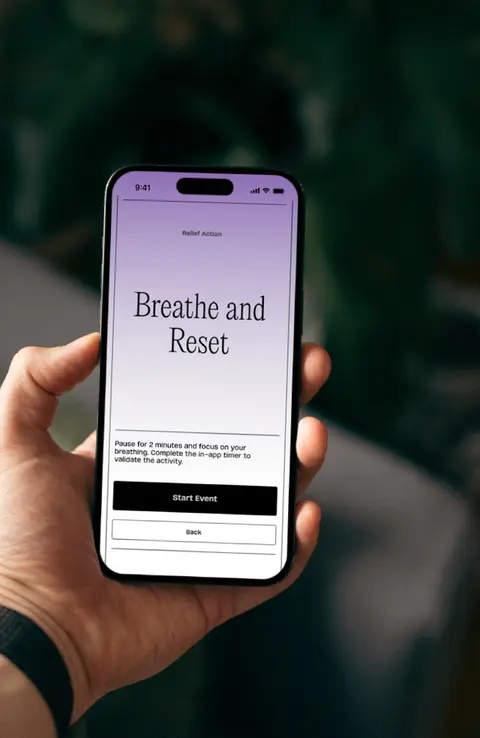 9:41
Relief Action
Breathe and
Reset
Pause for 2 minutes and focus on your
breathing. Complete the in-app timer to
validate the activity.
Start Event
Back